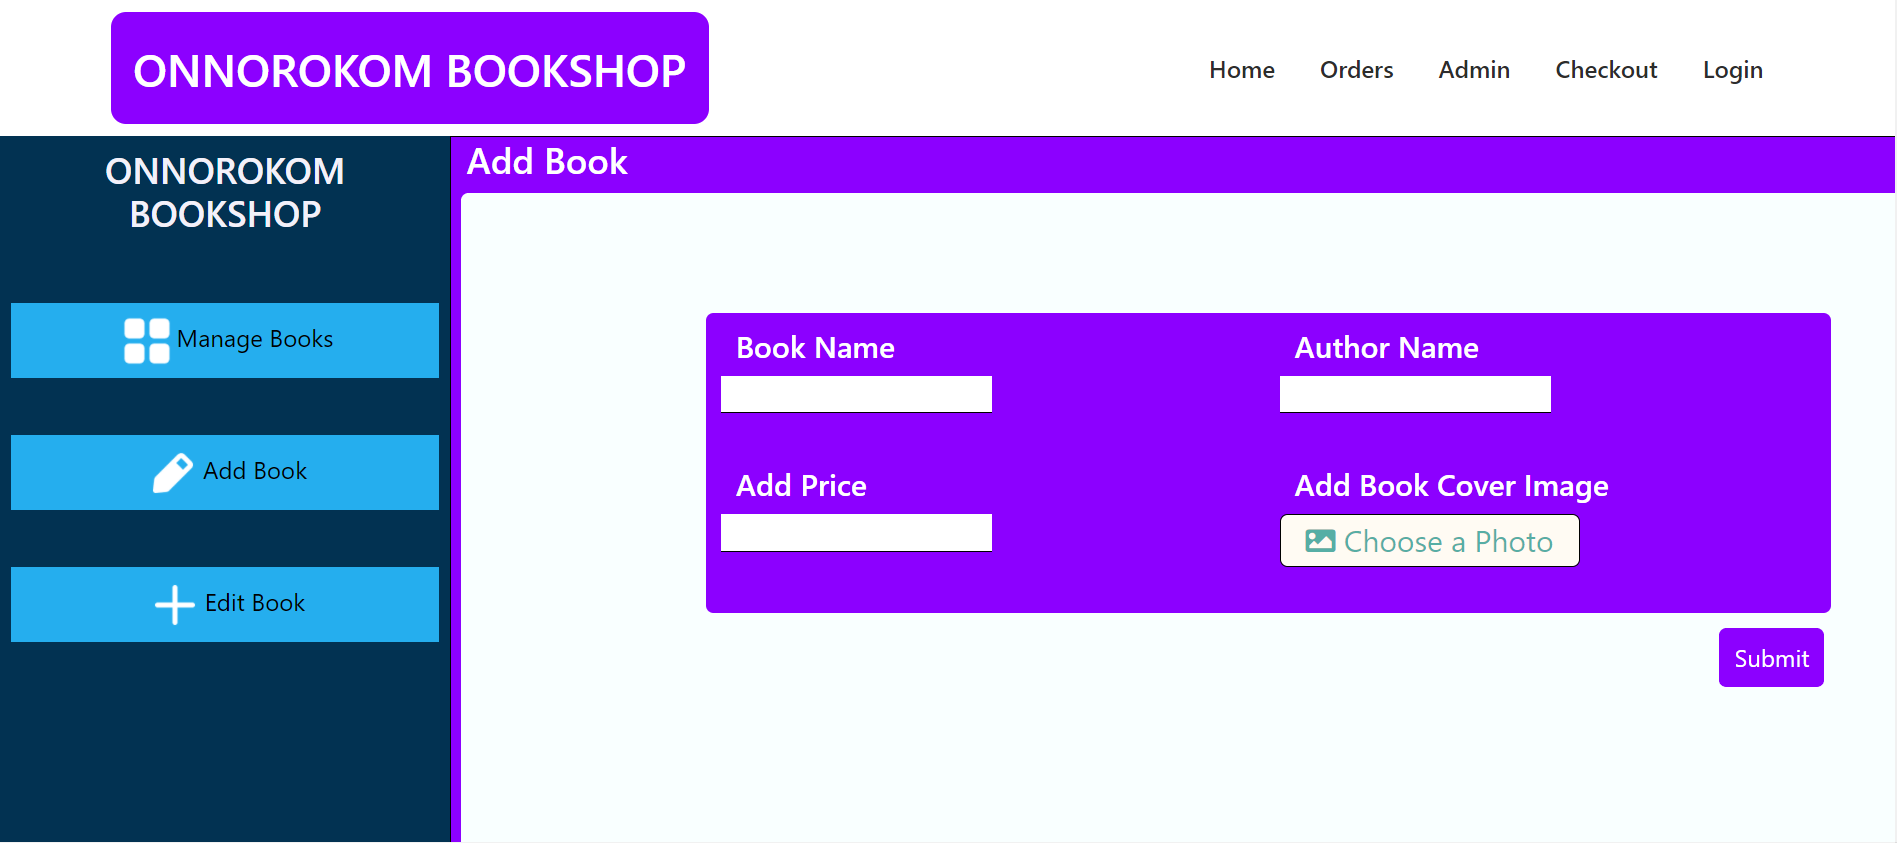 ONNOROKOM BOOKSHOP
Home
Orders
Admin
Checkout
Login
ONNOROKOM
BOOKSHOP
Manage Books
Add Book
Edit Book
Add Book
Book Name
Author Name
Add Price
Add Book Cover Image
Choose a Photo
Submit